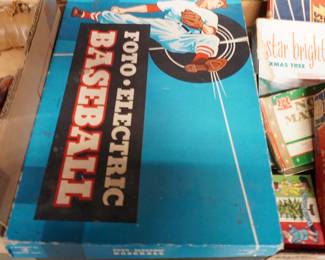 FOTO-ELECTRIC
BASEBALL
star bright
XMAS TREE